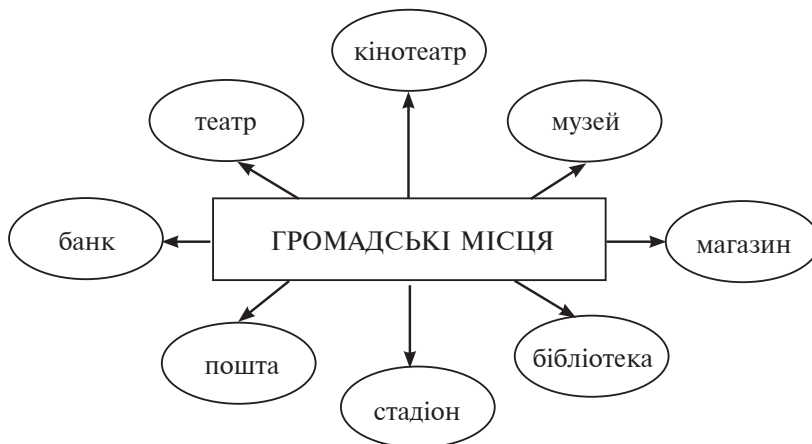 кінотеатр
театр
музей
банк
ГРОМАДСЬКІ МІСЦЯ
магазин
пошта
бібліотека
стадіон